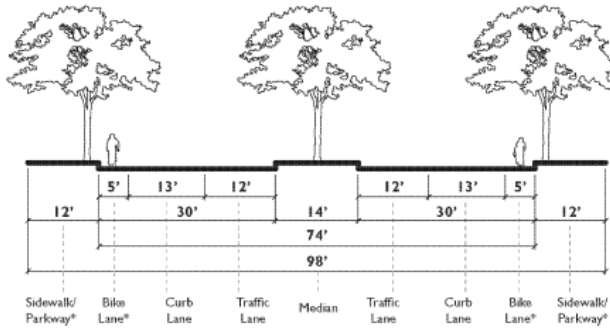 5' 13' 12' 12' 13' 5'
12' 30' 14' 30' 12'
74'
98'
Sidewalk/ Bike Curb Traffic Median Traffic Curb Bike Sidewalk/
Parkway* Lane* Lane Lane Lane Lane Lane* Parkway*